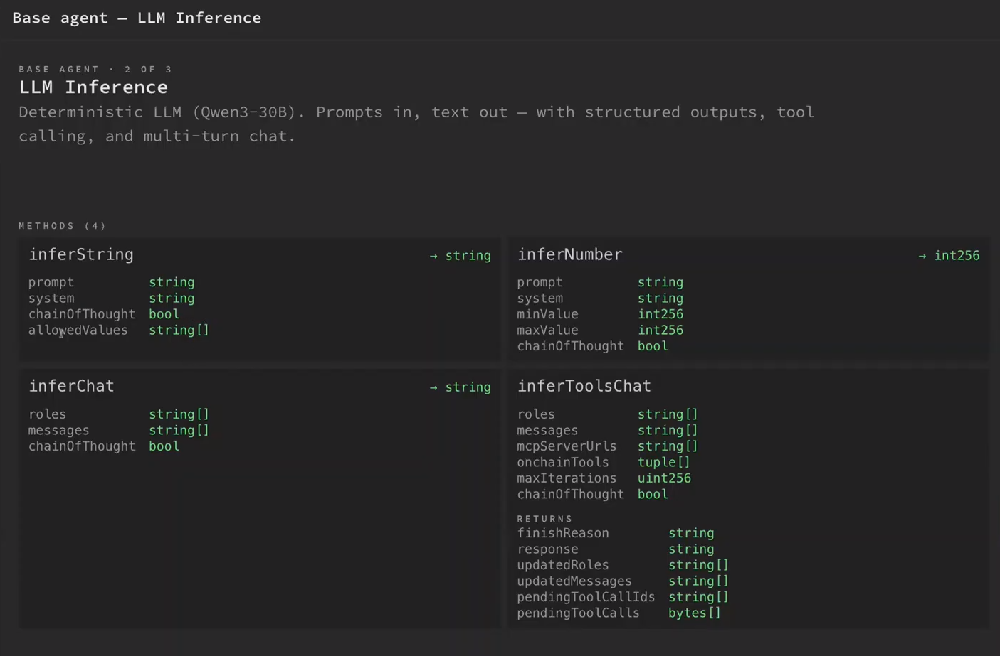 Base agent — LLM Inference
BASE AGENT · 2 OF 3
LLM Inference
Deterministic LLM (Qwen3-30B). Prompts in, text out — with structured outputs, tool
calling, and multi-turn chat.
METHODS (4)
inferString → string
prompt string
system string
chainOfThought bool
allowedValues string[]
inferNumber → int256
prompt string
system string
minValue int256
maxValue int256
chainOfThought bool
inferChat → string
roles string[]
messages string[]
chainOfThought bool
inferToolsChat
roles string[]
messages string[]
mcpServerUrls string[]
onchainTools tuple[]
maxIterations uint256
chainOfThought bool
RETURNS
finishReason string
response string
updatedRoles string[]
updatedMessages string[]
pendingToolCallIds string[]
pendingToolCalls bytes[]